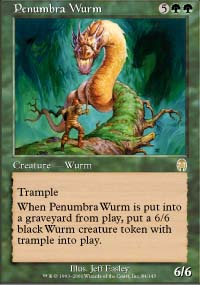 Penumbra Wurm 5
Creature — Wurm
Trample
When Penumbra Wurm is put into
a graveyard from play, put a 6/6
black Wurm creature token with
trample into play.
Illus. Jeff Easley
™ & © 1993–2001 Wizards of the Coast, Inc. 84/143
6/6